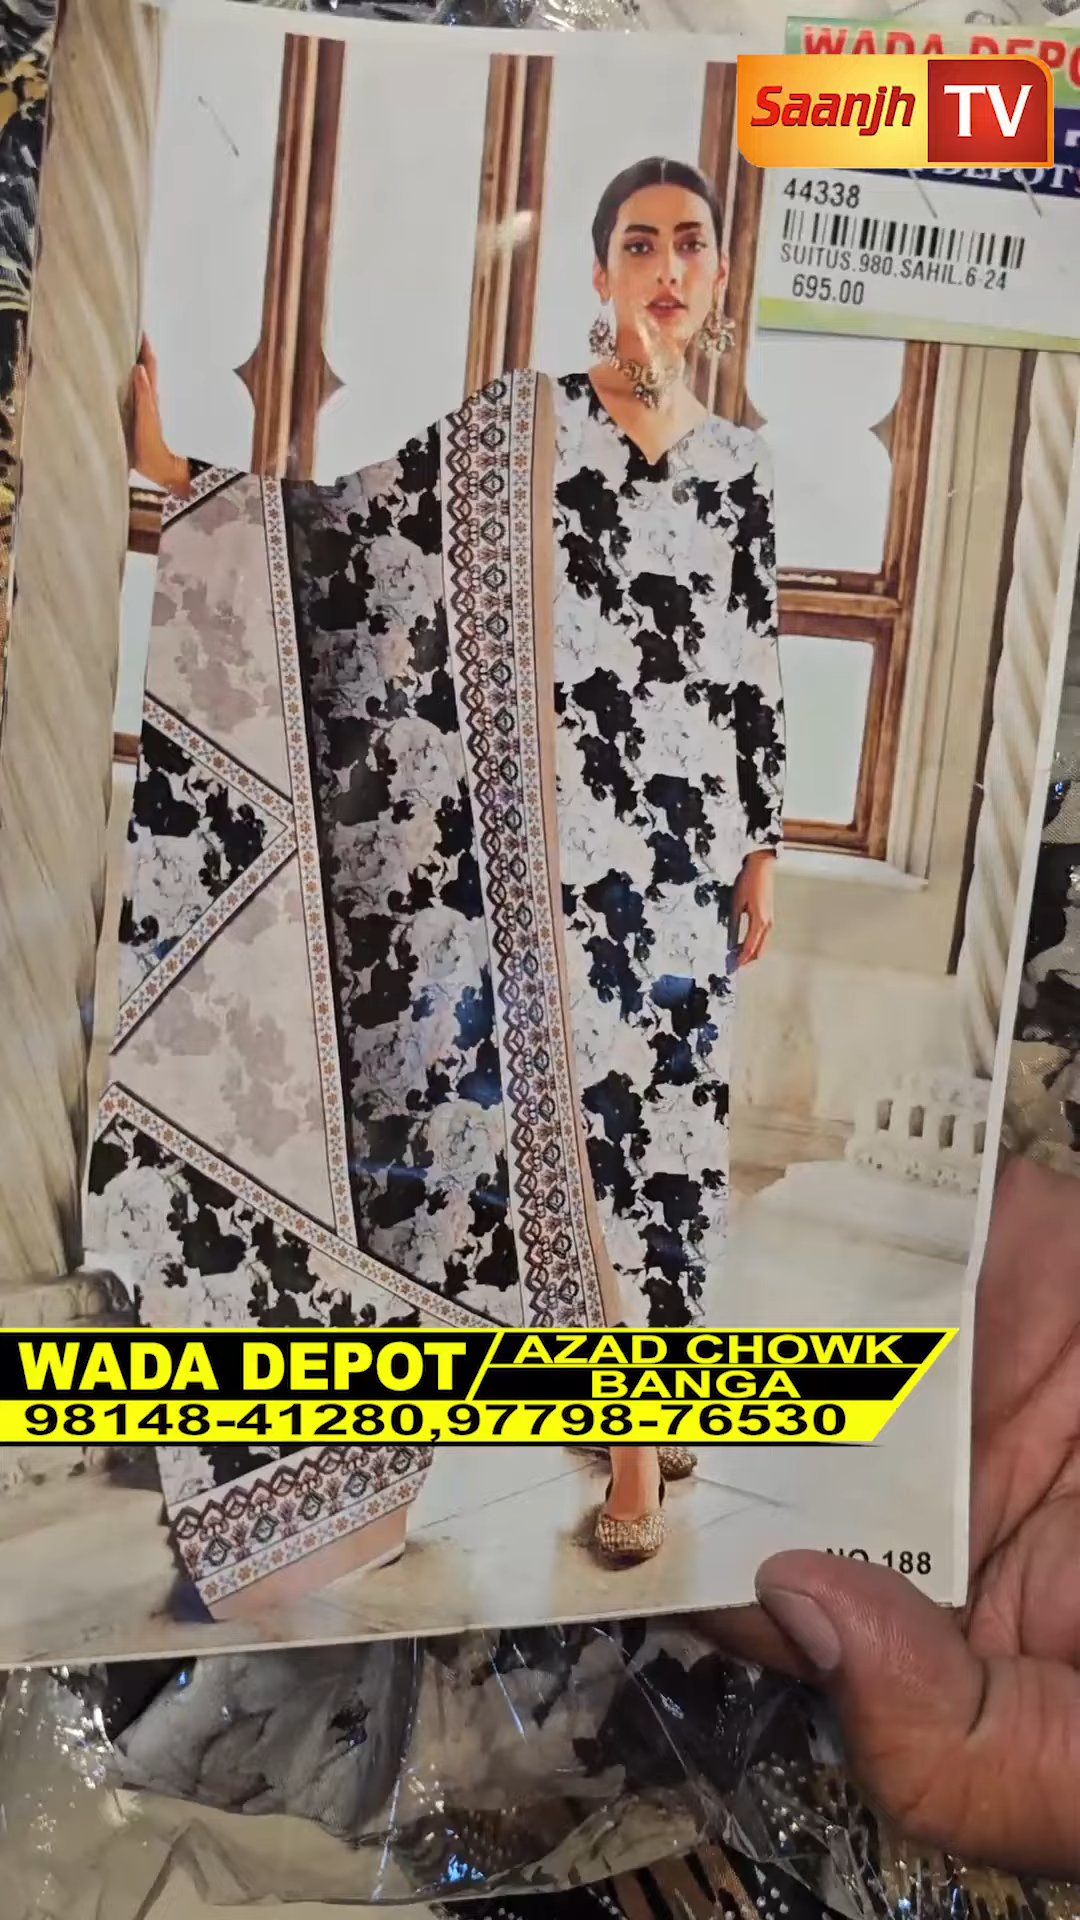 WADA DEPO
Saanjh TV
DEPOT
44338
SUITUS.980.SAHIL.6-24
695.00
WADA DEPOT
AZAD CHOWK
BANGA
98148-41280,97798-76530
NO 188